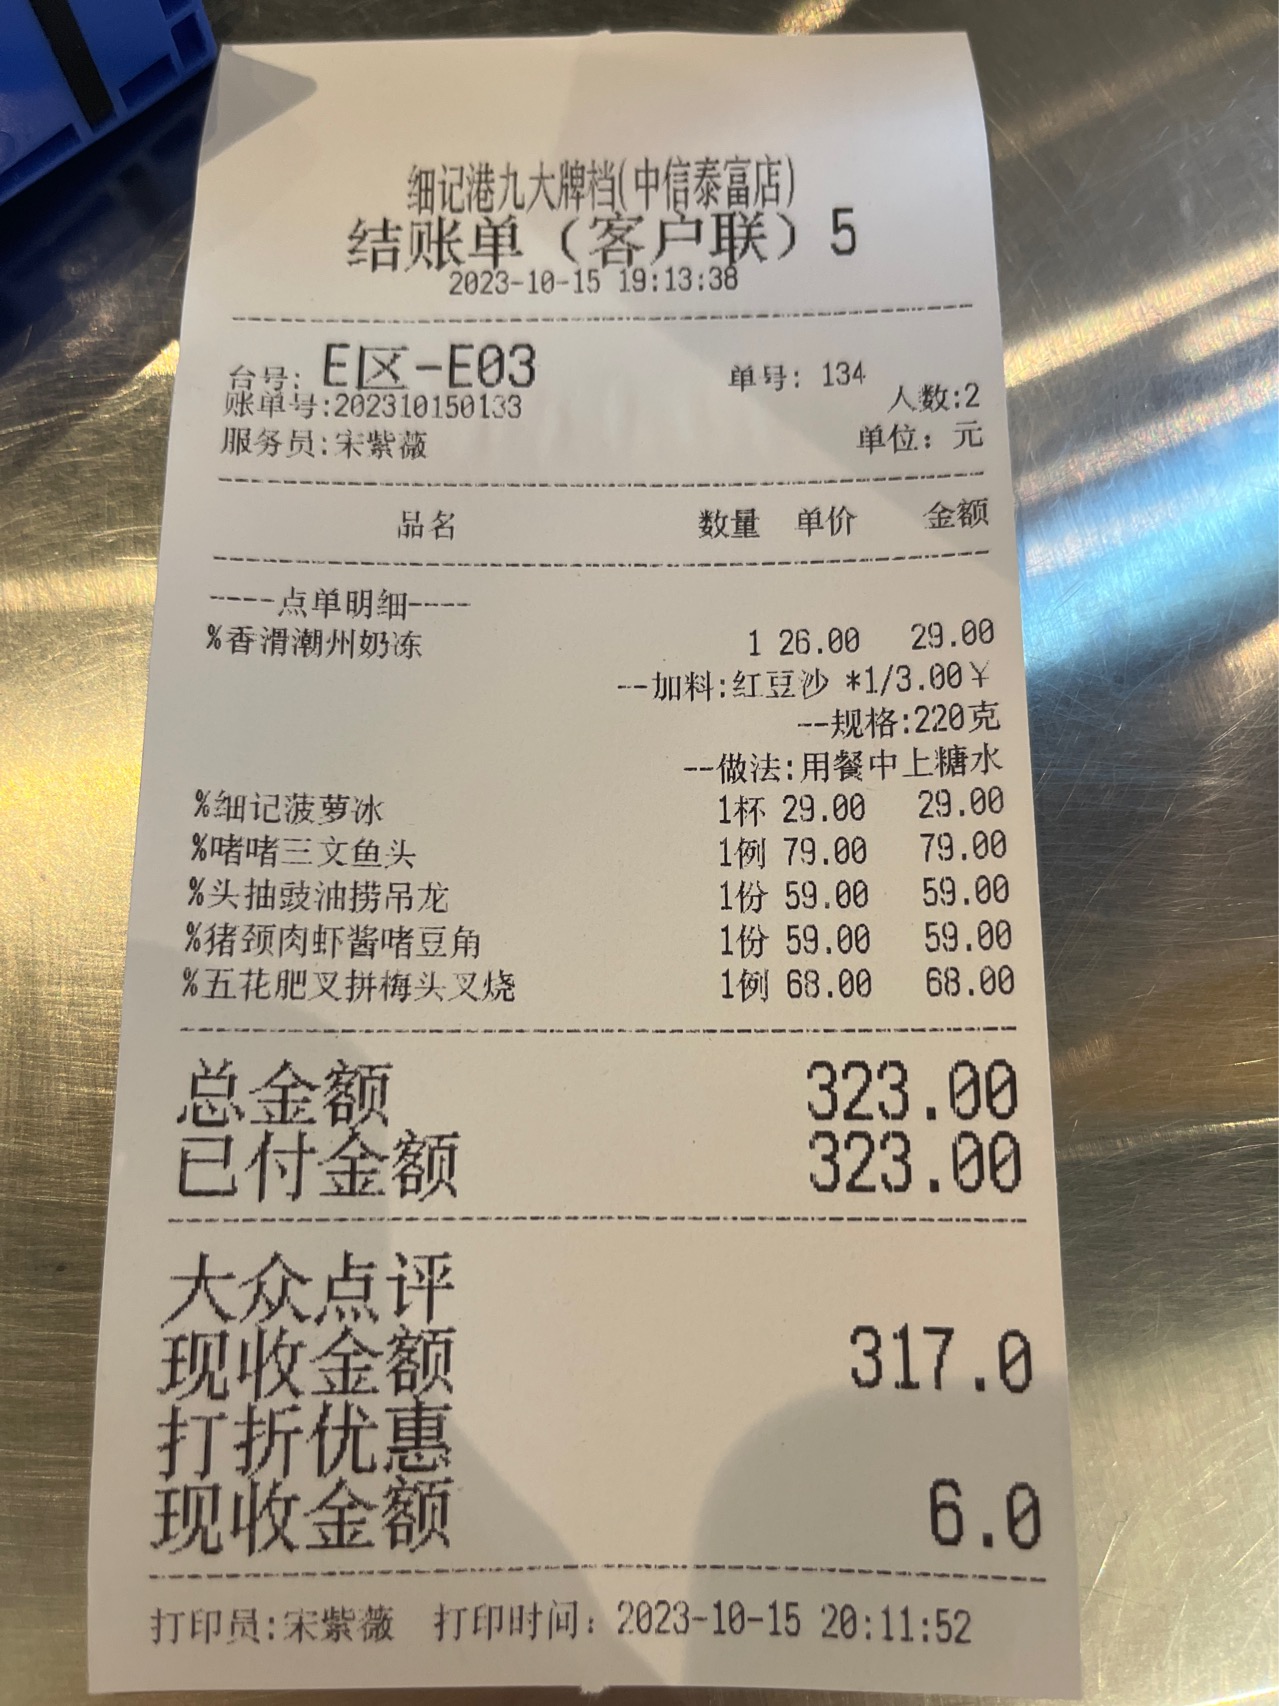 细记港九大牌档(中信泰富店)
结账单（客户联）5
2023-10-15 19:13:38
台号: E区-E03 单号: 134
账单号:202310150133 人数:2
服务员:宋紫薇 单位: 元
品名 数量 单价 金额
----点单明细----
%香滑潮州奶冻 1 26.00 29.00
--加料:红豆沙 *1/3.00¥
--规格:220克
--做法:用餐中上糖水
%细记菠萝冰 1杯 29.00 29.00
%啫啫三文鱼头 1例 79.00 79.00
%头抽豉油捞吊龙 1份 59.00 59.00
%猪颈肉虾酱啫豆角 1份 59.00 59.00
%五花肥叉拼梅头叉烧 1例 68.00 68.00
总金额 323.00
已付金额 323.00
大众点评
现收金额 317.0
打折优惠
现收金额 6.0
打印员:宋紫薇 打印时间: 2023-10-15 20:11:52